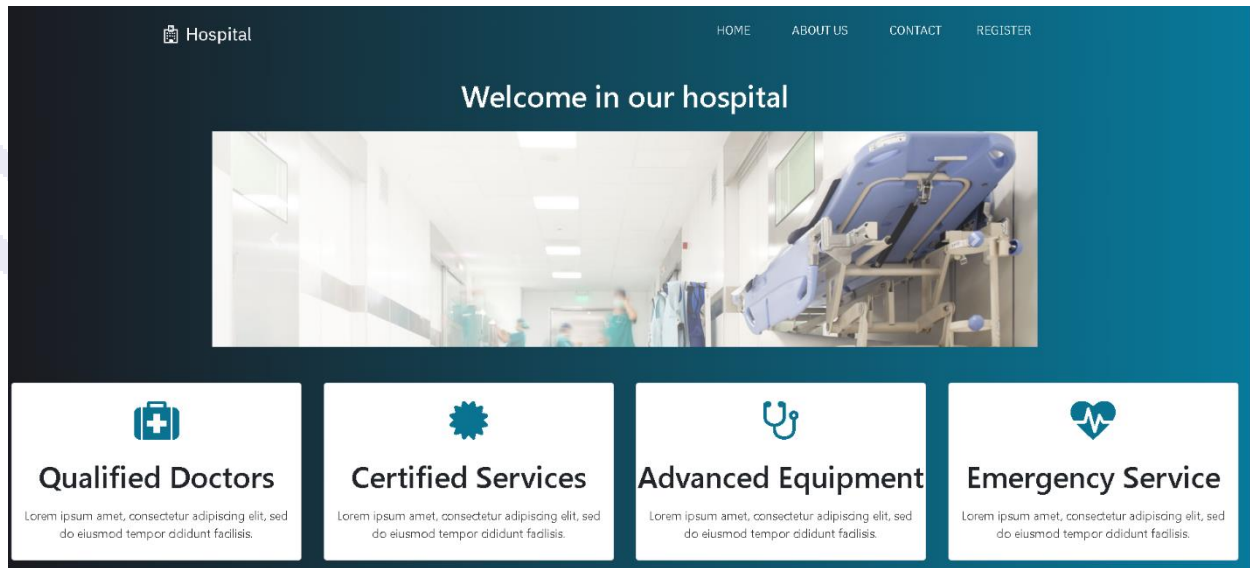 Hospital
HOME ABOUT US CONTACT REGISTER
Welcome in our hospital
Qualified Doctors
Lorem ipsum amet, consectetur adipiscing elit, sed
do eiusmod tempor cididunt facilisis.
Certified Services
Lorem ipsum amet, consectetur adipiscing elit, sed
do eiusmod tempor cididunt facilisis.
Advanced Equipment
Lorem ipsum amet, consectetur adipiscing elit, sed
do eiusmod tempor cididunt facilisis.
Emergency Service
Lorem ipsum amet, consectetur adipiscing elit, sed
do eiusmod tempor cididunt facilisis.